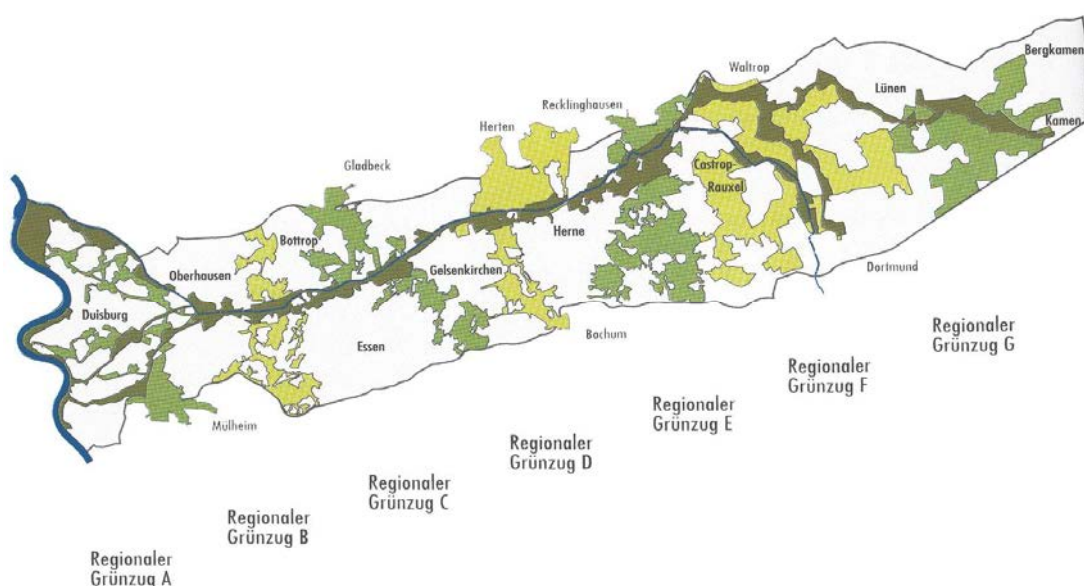 Bergkamen
Waltrop
Lünen
Recklinghausen
Kamen
Herten
Gladbeck
Castrop-
Rauxel
Bottrop
Herne
Oberhausen
Gelsenkirchen
Dortmund
Duisburg
Essen
Bochum
Mülheim
Regionaler
Grünzug G
Regionaler
Grünzug F
Regionaler
Grünzug E
Regionaler
Grünzug D
Regionaler
Grünzug C
Regionaler
Grünzug B
Regionaler
Grünzug A